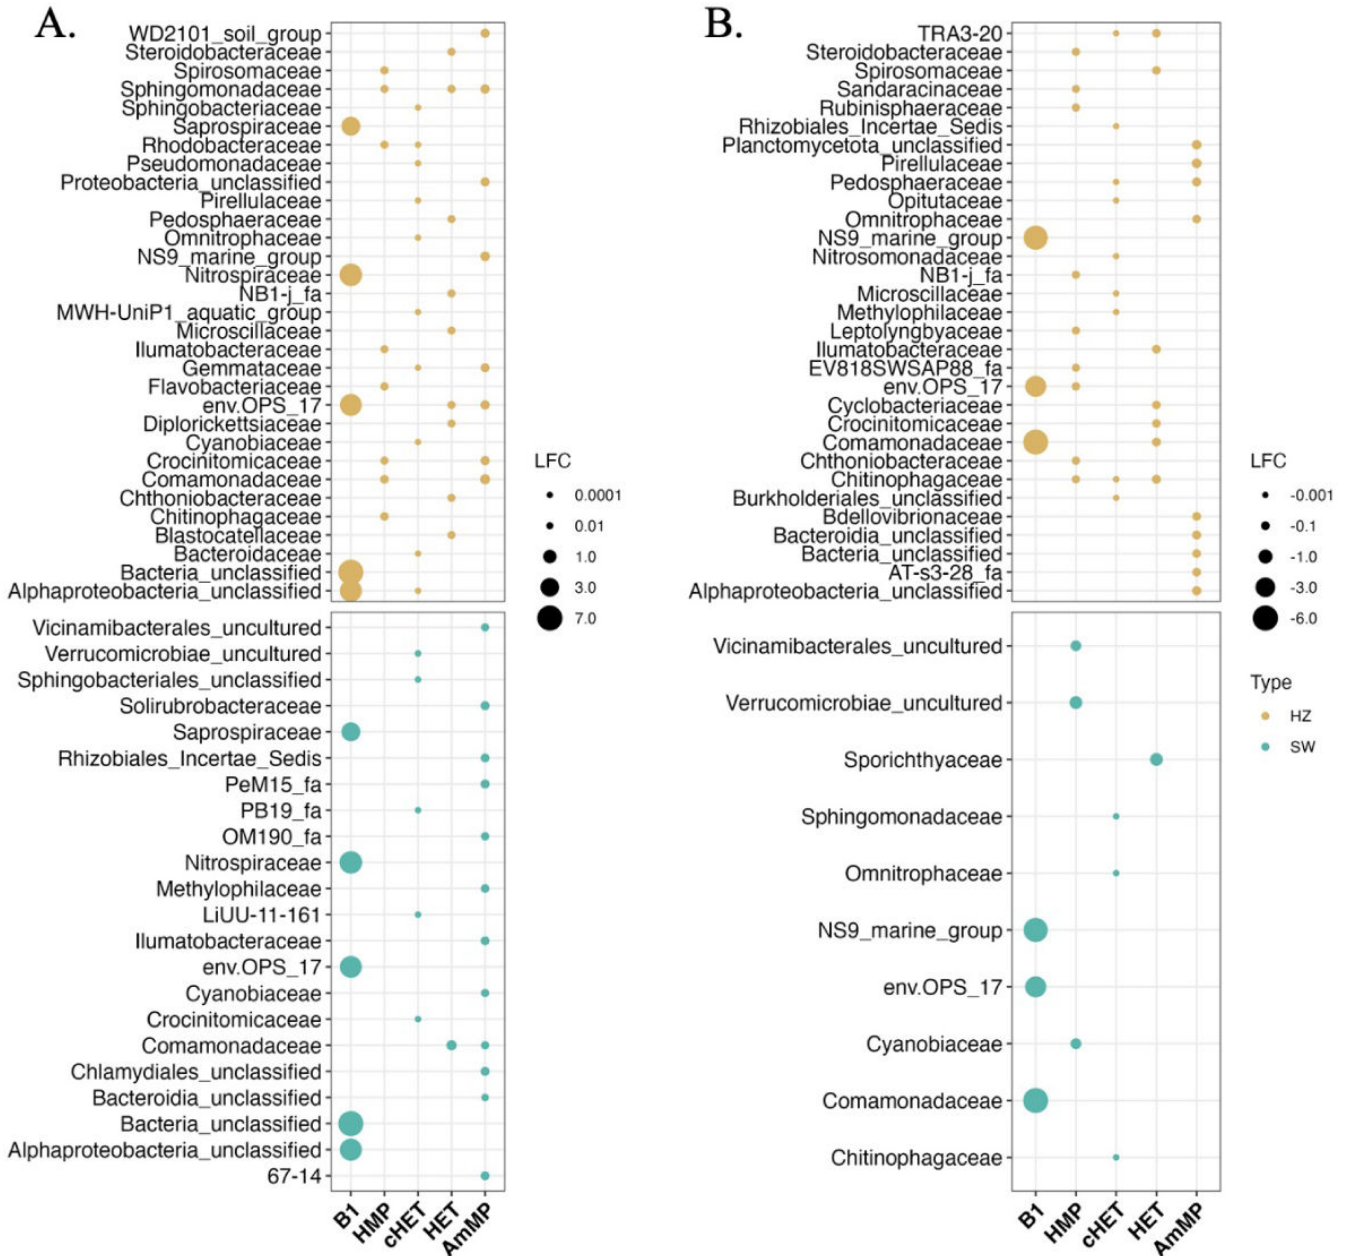 A.
WD2101_soil_group
Steroidobacteraceae
Spirosomaceae
Sphingomonadaceae
Sphingobacteriaceae
Saprospiraceae
Rhodobacteraceae
Pseudomonadaceae
Proteobacteria_unclassified
Pirellulaceae
Pedosphaeraceae
Omnitrophaceae
NS9_marine_group
Nitrospiraceae
NB1-j_fa
MWH-UniP1_aquatic_group
Microscillaceae
Ilumatobacteraceae
Gemmataceae
Flavobacteriaceae
env.OPS_17
Diplorickettsiaceae
Cyanobiaceae
Crocinitomicaceae
Comamonadaceae
Chthoniobacteraceae
Chitinophagaceae
Blastocatellaceae
Bacteroidaceae
Bacteria_unclassified
Alphaproteobacteria_unclassified
Vicinamibacterales_uncultured
Verrucomicrobiae_uncultured
Sphingobacteriales_unclassified
Solirubrobacteraceae
Saprospiraceae
Rhizobiales_Incertae_Sedis
PeM15_fa
PB19_fa
OM190_fa
Nitrospiraceae
Methylophilaceae
LiUU-11-161
Ilumatobacteraceae
env.OPS_17
Cyanobiaceae
Crocinitomicaceae
Comamonadaceae
Chlamydiales_unclassified
Bacteroidia_unclassified
Bacteria_unclassified
Alphaproteobacteria_unclassified
67-14
B1
HMP
cHET
HET
AmMP
LFC
0.0001
0.01
1.0
3.0
7.0
B.
TRA3-20
Steroidobacteraceae
Spirosomaceae
Sandaracinaceae
Rubinisphaeraceae
Rhizobiales_Incertae_Sedis
Planctomycetota_unclassified
Pirellulaceae
Pedosphaeraceae
Opitutaceae
Omnitrophaceae
NS9_marine_group
Nitrosomonadaceae
NB1-j_fa
Microscillaceae
Methylophilaceae
Leptolyngbyaceae
Ilumatobacteraceae
EV818SWSAP88_fa
env.OPS_17
Cyclobacteriaceae
Crocinitomicaceae
Comamonadaceae
Chthoniobacteraceae
Chitinophagaceae
Burkholderiales_unclassified
Bdellovibrionaceae
Bacteroidia_unclassified
Bacteria_unclassified
AT-s3-28_fa
Alphaproteobacteria_unclassified
Vicinamibacterales_uncultured
Verrucomicrobiae_uncultured
Sporichthyaceae
Sphingomonadaceae
Omnitrophaceae
NS9_marine_group
env.OPS_17
Cyanobiaceae
Comamonadaceae
Chitinophagaceae
B1
HMP
cHET
HET
AmMP
LFC
-0.001
-0.1
-1.0
-3.0
-6.0
Type
HZ
SW